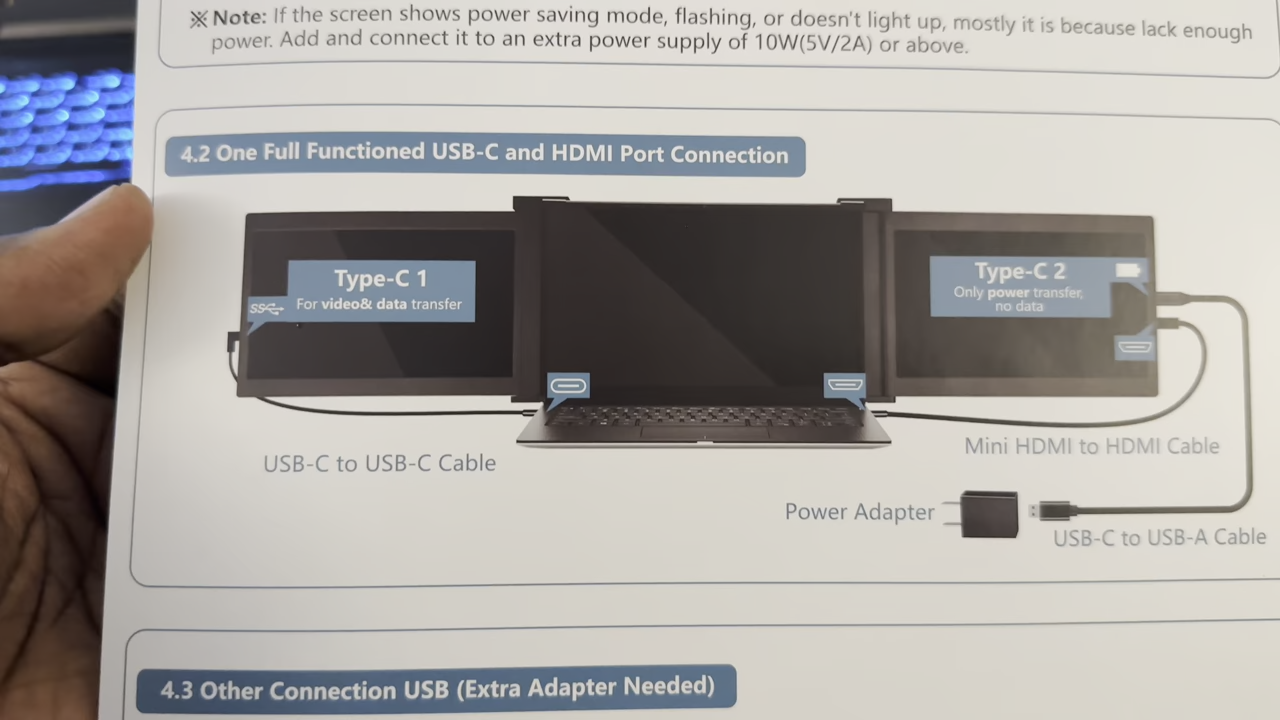 ※Note: If the screen shows power saving mode, flashing, or doesn't light up, mostly it is because lack enough
power. Add and connect it to an extra power supply of 10W(5V/2A) or above.
4.2 One Full Functioned USB-C and HDMI Port Connection
Type-C 1
For video& data transfer
Type-C 2
Only power transfer,
no data
USB-C to USB-C Cable
Mini HDMI to HDMI Cable
Power Adapter
USB-C to USB-A Cable
4.3 Other Connection USB (Extra Adapter Needed)